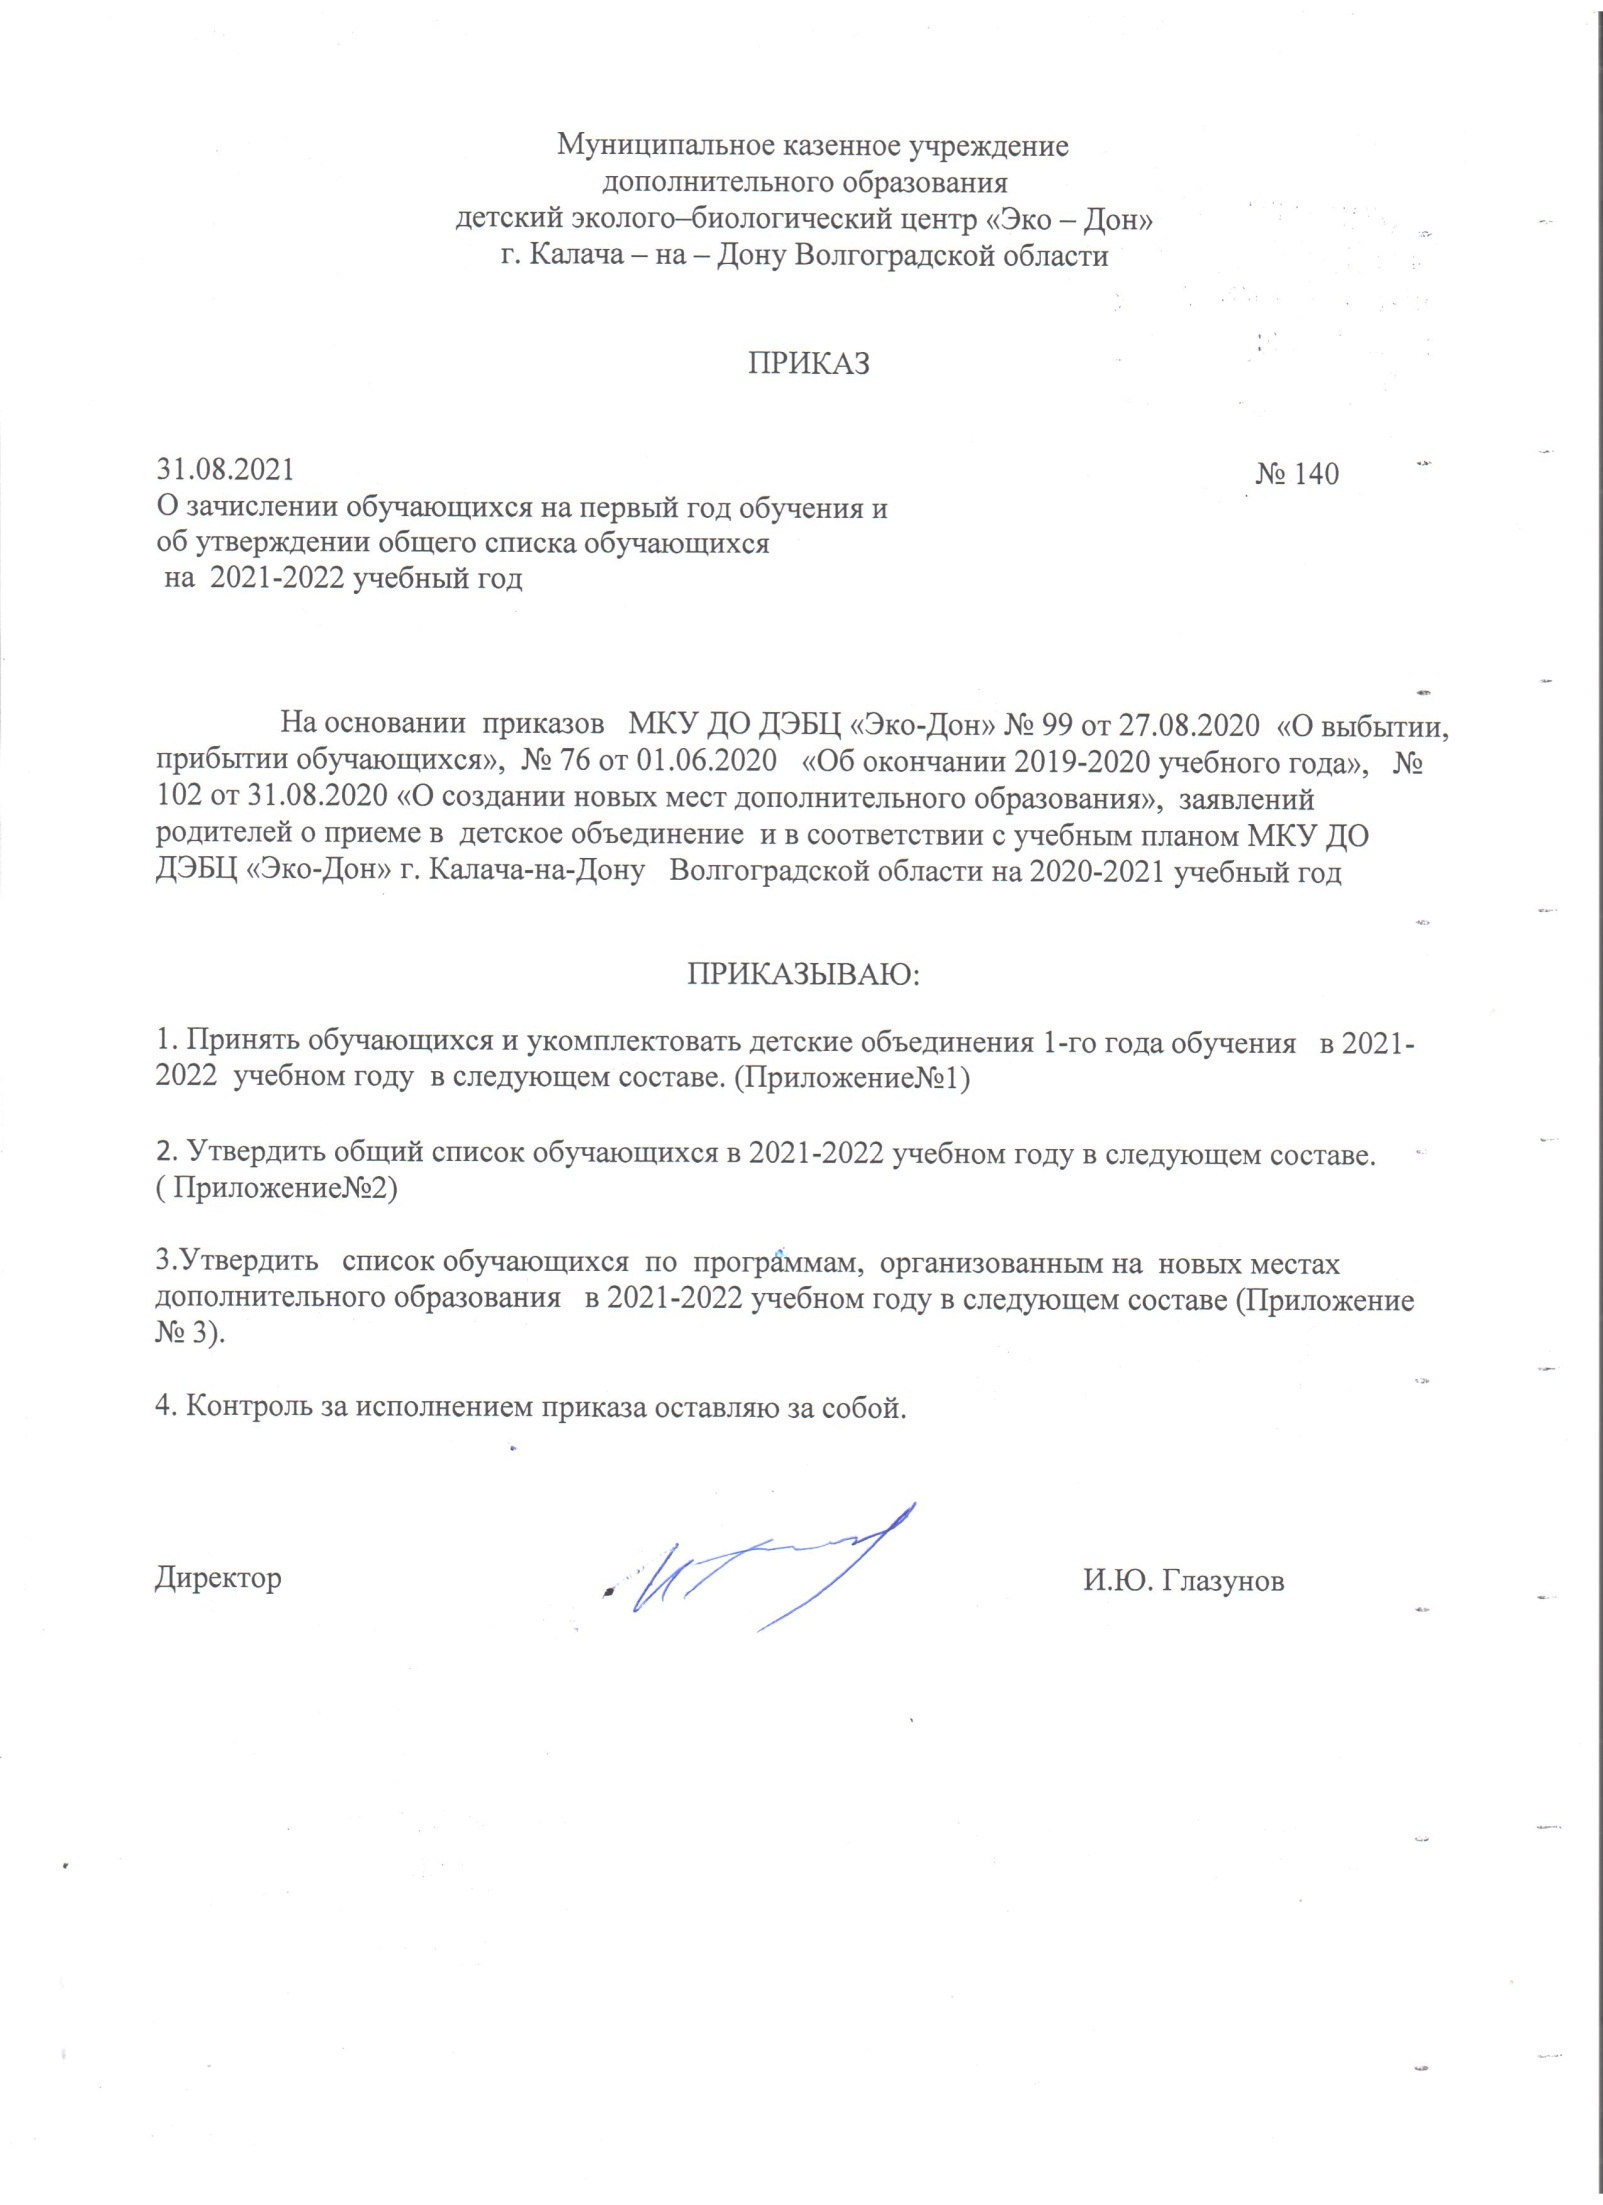 Муниципальное казенное учреждение
дополнительного образования
детский эколого–биологический центр «Эко – Дон»
г. Калача – на – Дону Волгоградской области
ПРИКАЗ
31.08.2021 № 140
О зачислении обучающихся на первый год обучения и
об утверждении общего списка обучающихся
на 2021-2022 учебный год
На основании приказов МКУ ДО ДЭБЦ «Эко-Дон» № 99 от 27.08.2020 «О выбытии,
прибытии обучающихся», № 76 от 01.06.2020 «Об окончании 2019-2020 учебного года», №
102 от 31.08.2020 «О создании новых мест дополнительного образования», заявлений
родителей о приеме в детское объединение и в соответствии с учебным планом МКУ ДО
ДЭБЦ «Эко-Дон» г. Калача-на-Дону Волгоградской области на 2020-2021 учебный год
ПРИКАЗЫВАЮ:
1. Принять обучающихся и укомплектовать детские объединения 1-го года обучения в 2021-
2022 учебном году в следующем составе. (Приложение№1)
2. Утвердить общий список обучающихся в 2021-2022 учебном году в следующем составе.
( Приложение№2)
3.Утвердить список обучающихся по программам, организованным на новых местах
дополнительного образования в 2021-2022 учебном году в следующем составе (Приложение
№ 3).
4. Контроль за исполнением приказа оставляю за собой.
Директор И.Ю. Глазунов